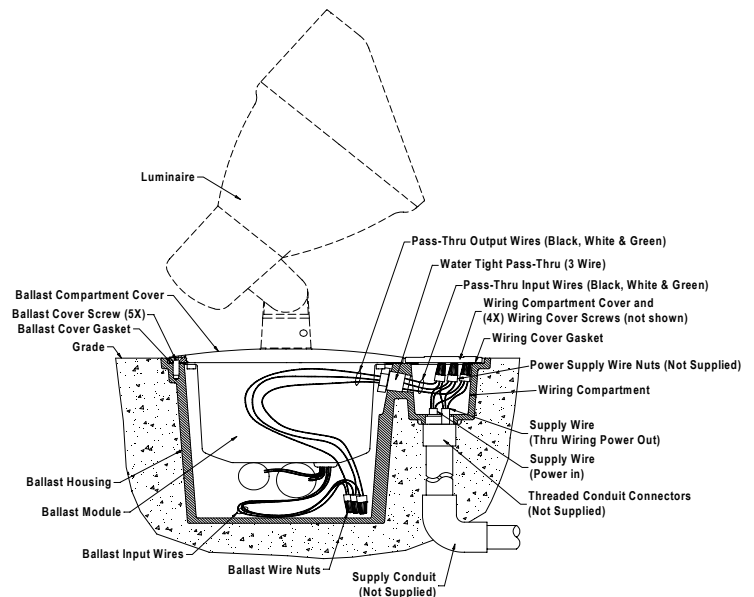 Luminaire
Pass-Thru Output Wires (Black, White & Green)
Water Tight Pass-Thru (3 Wire)
Pass-Thru Input Wires (Black, White & Green)
Wiring Compartment Cover and
(4X) Wiring Cover Screws (not shown)
Wiring Cover Gasket
Power Supply Wire Nuts (Not Supplied)
Wiring Compartment
Supply Wire
(Thru Wiring Power Out)
Supply Wire
(Power in)
Threaded Conduit Connectors
(Not Supplied)
Ballast Compartment Cover
Ballast Cover Screw (5X)
Ballast Cover Gasket
Grade
Ballast Housing
Ballast Module
Ballast Input Wires
Ballast Wire Nuts
Supply Conduit
(Not Supplied)